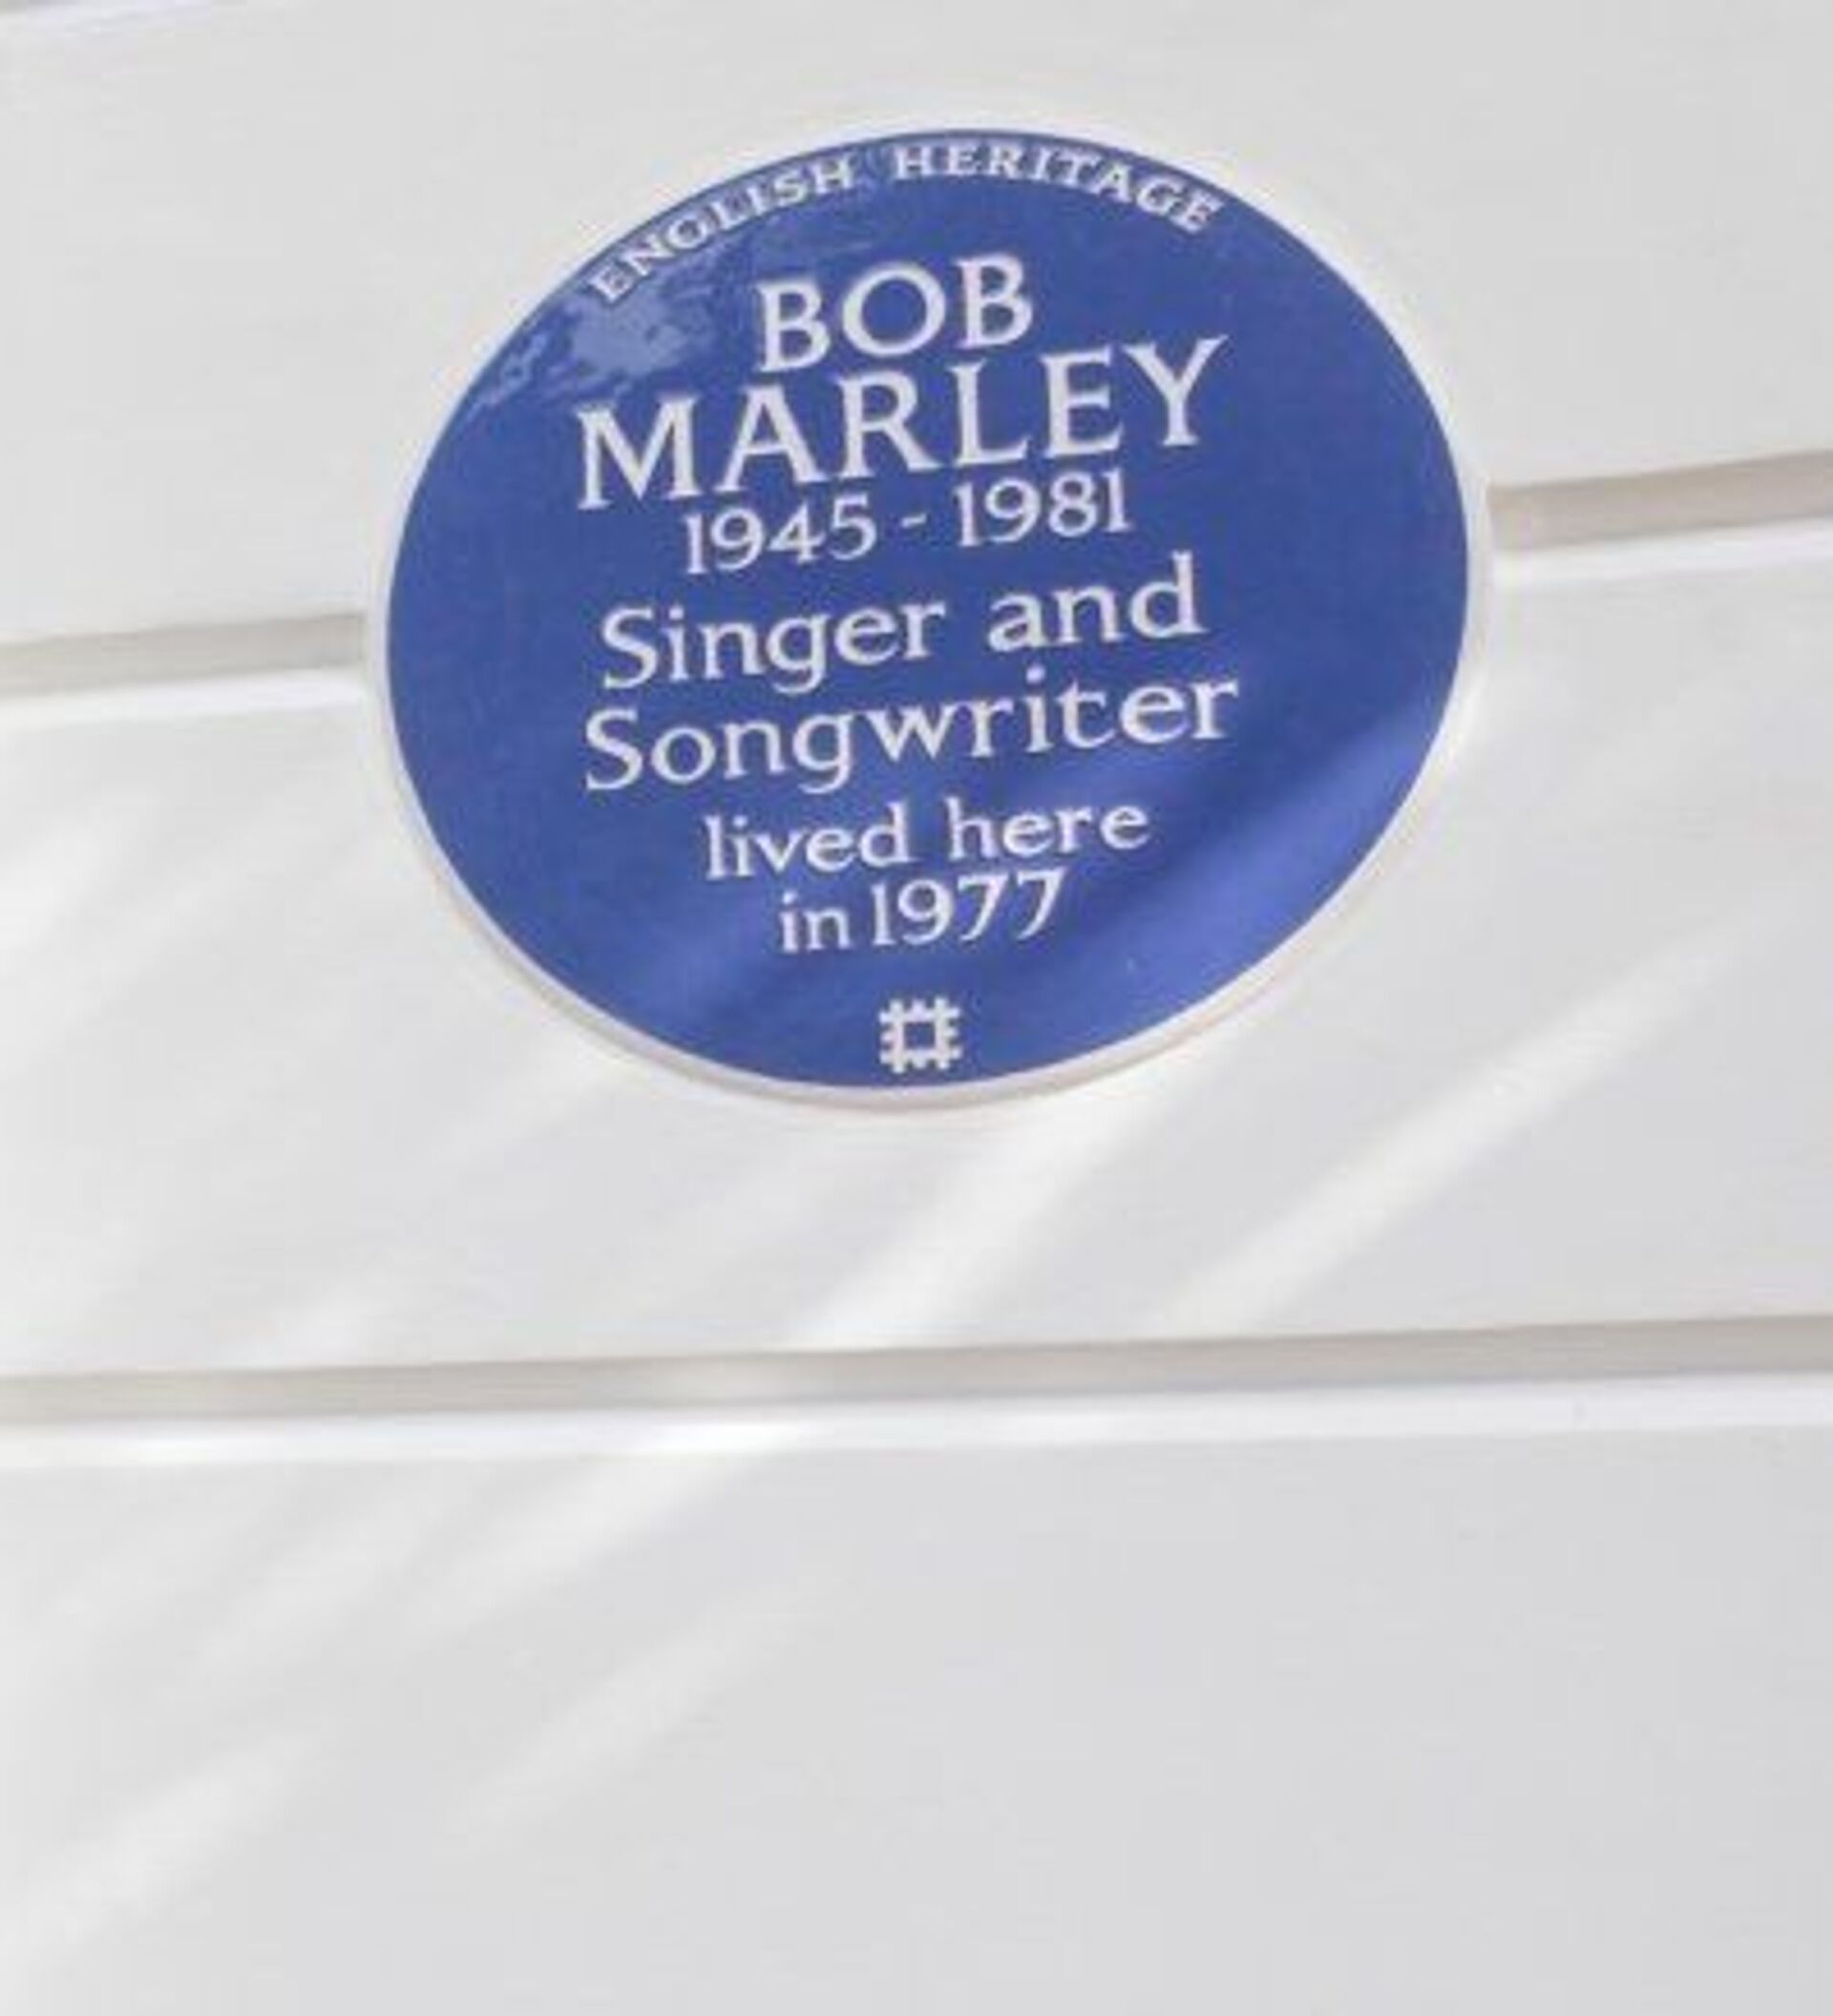 ENGLISH HERITAGE
BOB
MARLEY
1945 - 1981
Singer and
Songwriter
lived here
in 1977